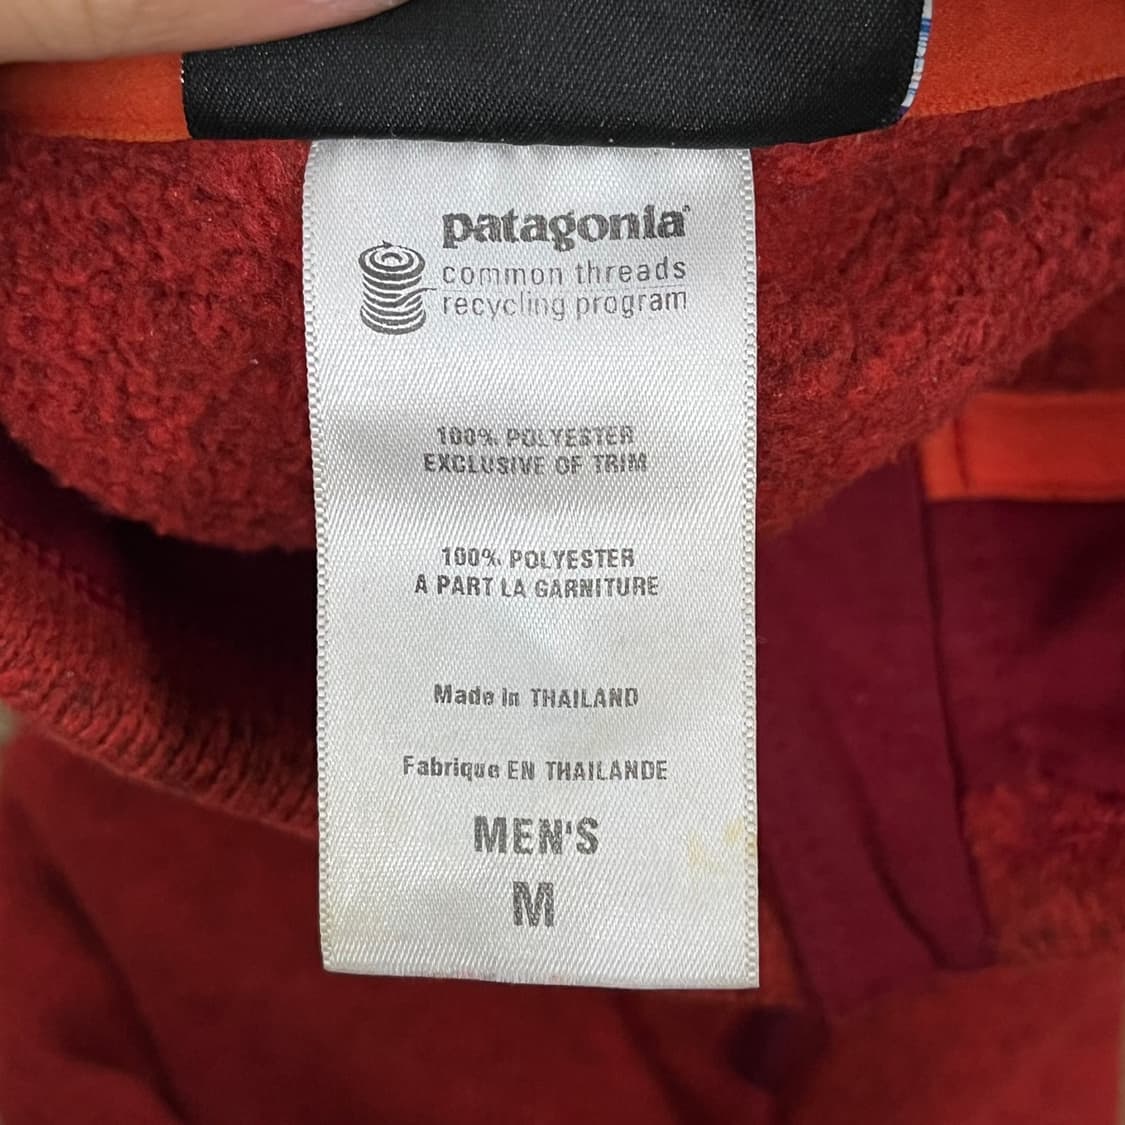 patagonia®
common threads
recycling program
100% POLYESTER
EXCLUSIVE OF TRIM
100% POLYESTER
A PART LA GARNITURE
Made in THAILAND
Fabrique EN THAILANDE
MEN'S
M